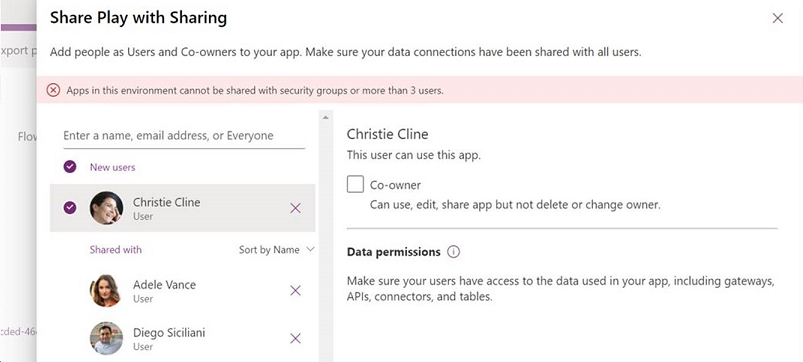 Share Play with Sharing
Add people as Users and Co-owners to your app. Make sure your data connections have been shared with all users.
xport p
Apps in this environment cannot be shared with security groups or more than 3 users.
Flow
Enter a name, email address, or Everyone
New users
Christie Cline
User
Shared with
Sort by Name
Adele Vance
User
Diego Siciliani
User
Christie Cline
This user can use this app.
Co-owner
Can use, edit, share app but not delete or change owner.
Data permissions
Make sure your users have access to the data used in your app, including gateways,
APIs, connectors, and tables.
ded-464